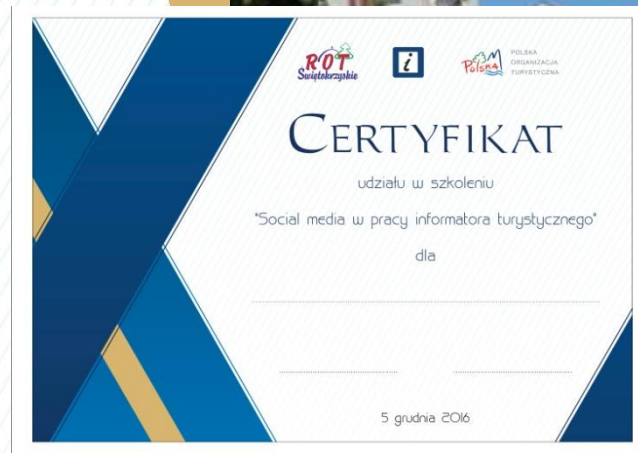 ROT
Świętokrzyskie
i
Polska
POLSKA
ORGANIZACJA
TURYSTYCZNA
CERTYFIKAT
udziału w szkoleniu
"Social media w pracy informatora turystycznego"
dla
5 grudnia 2016